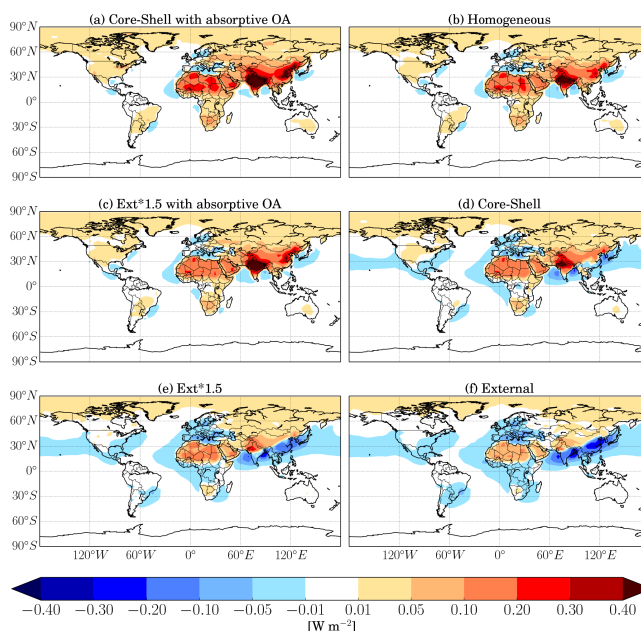 (a) Core-Shell with absorptive OA (b) Homogeneous
90°N
60°N
30°N
0°
30°S
60°S
90°S
(c) Ext*1.5 with absorptive OA (d) Core-Shell
90°N
60°N
30°N
0°
30°S
60°S
90°S
(e) Ext*1.5 (f) External
90°N
60°N
30°N
0°
30°S
60°S
90°S
120°W 60°W 0° 60°E 120°E 120°W 60°W 0° 60°E 120°E
−0.40 −0.30 −0.20 −0.10 −0.05 −0.01 0.01 0.05 0.10 0.20 0.30 0.40
[W m⁻²]